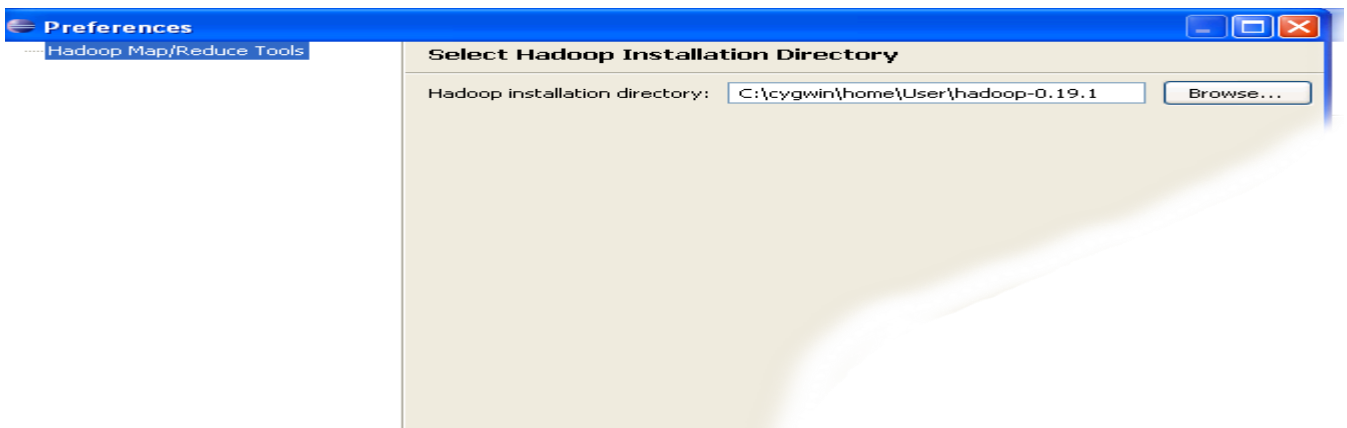 Preferences
Hadoop Map/Reduce Tools
Select Hadoop Installation Directory
Hadoop installation directory: C:\cygwin\home\User\hadoop-0.19.1 Browse...